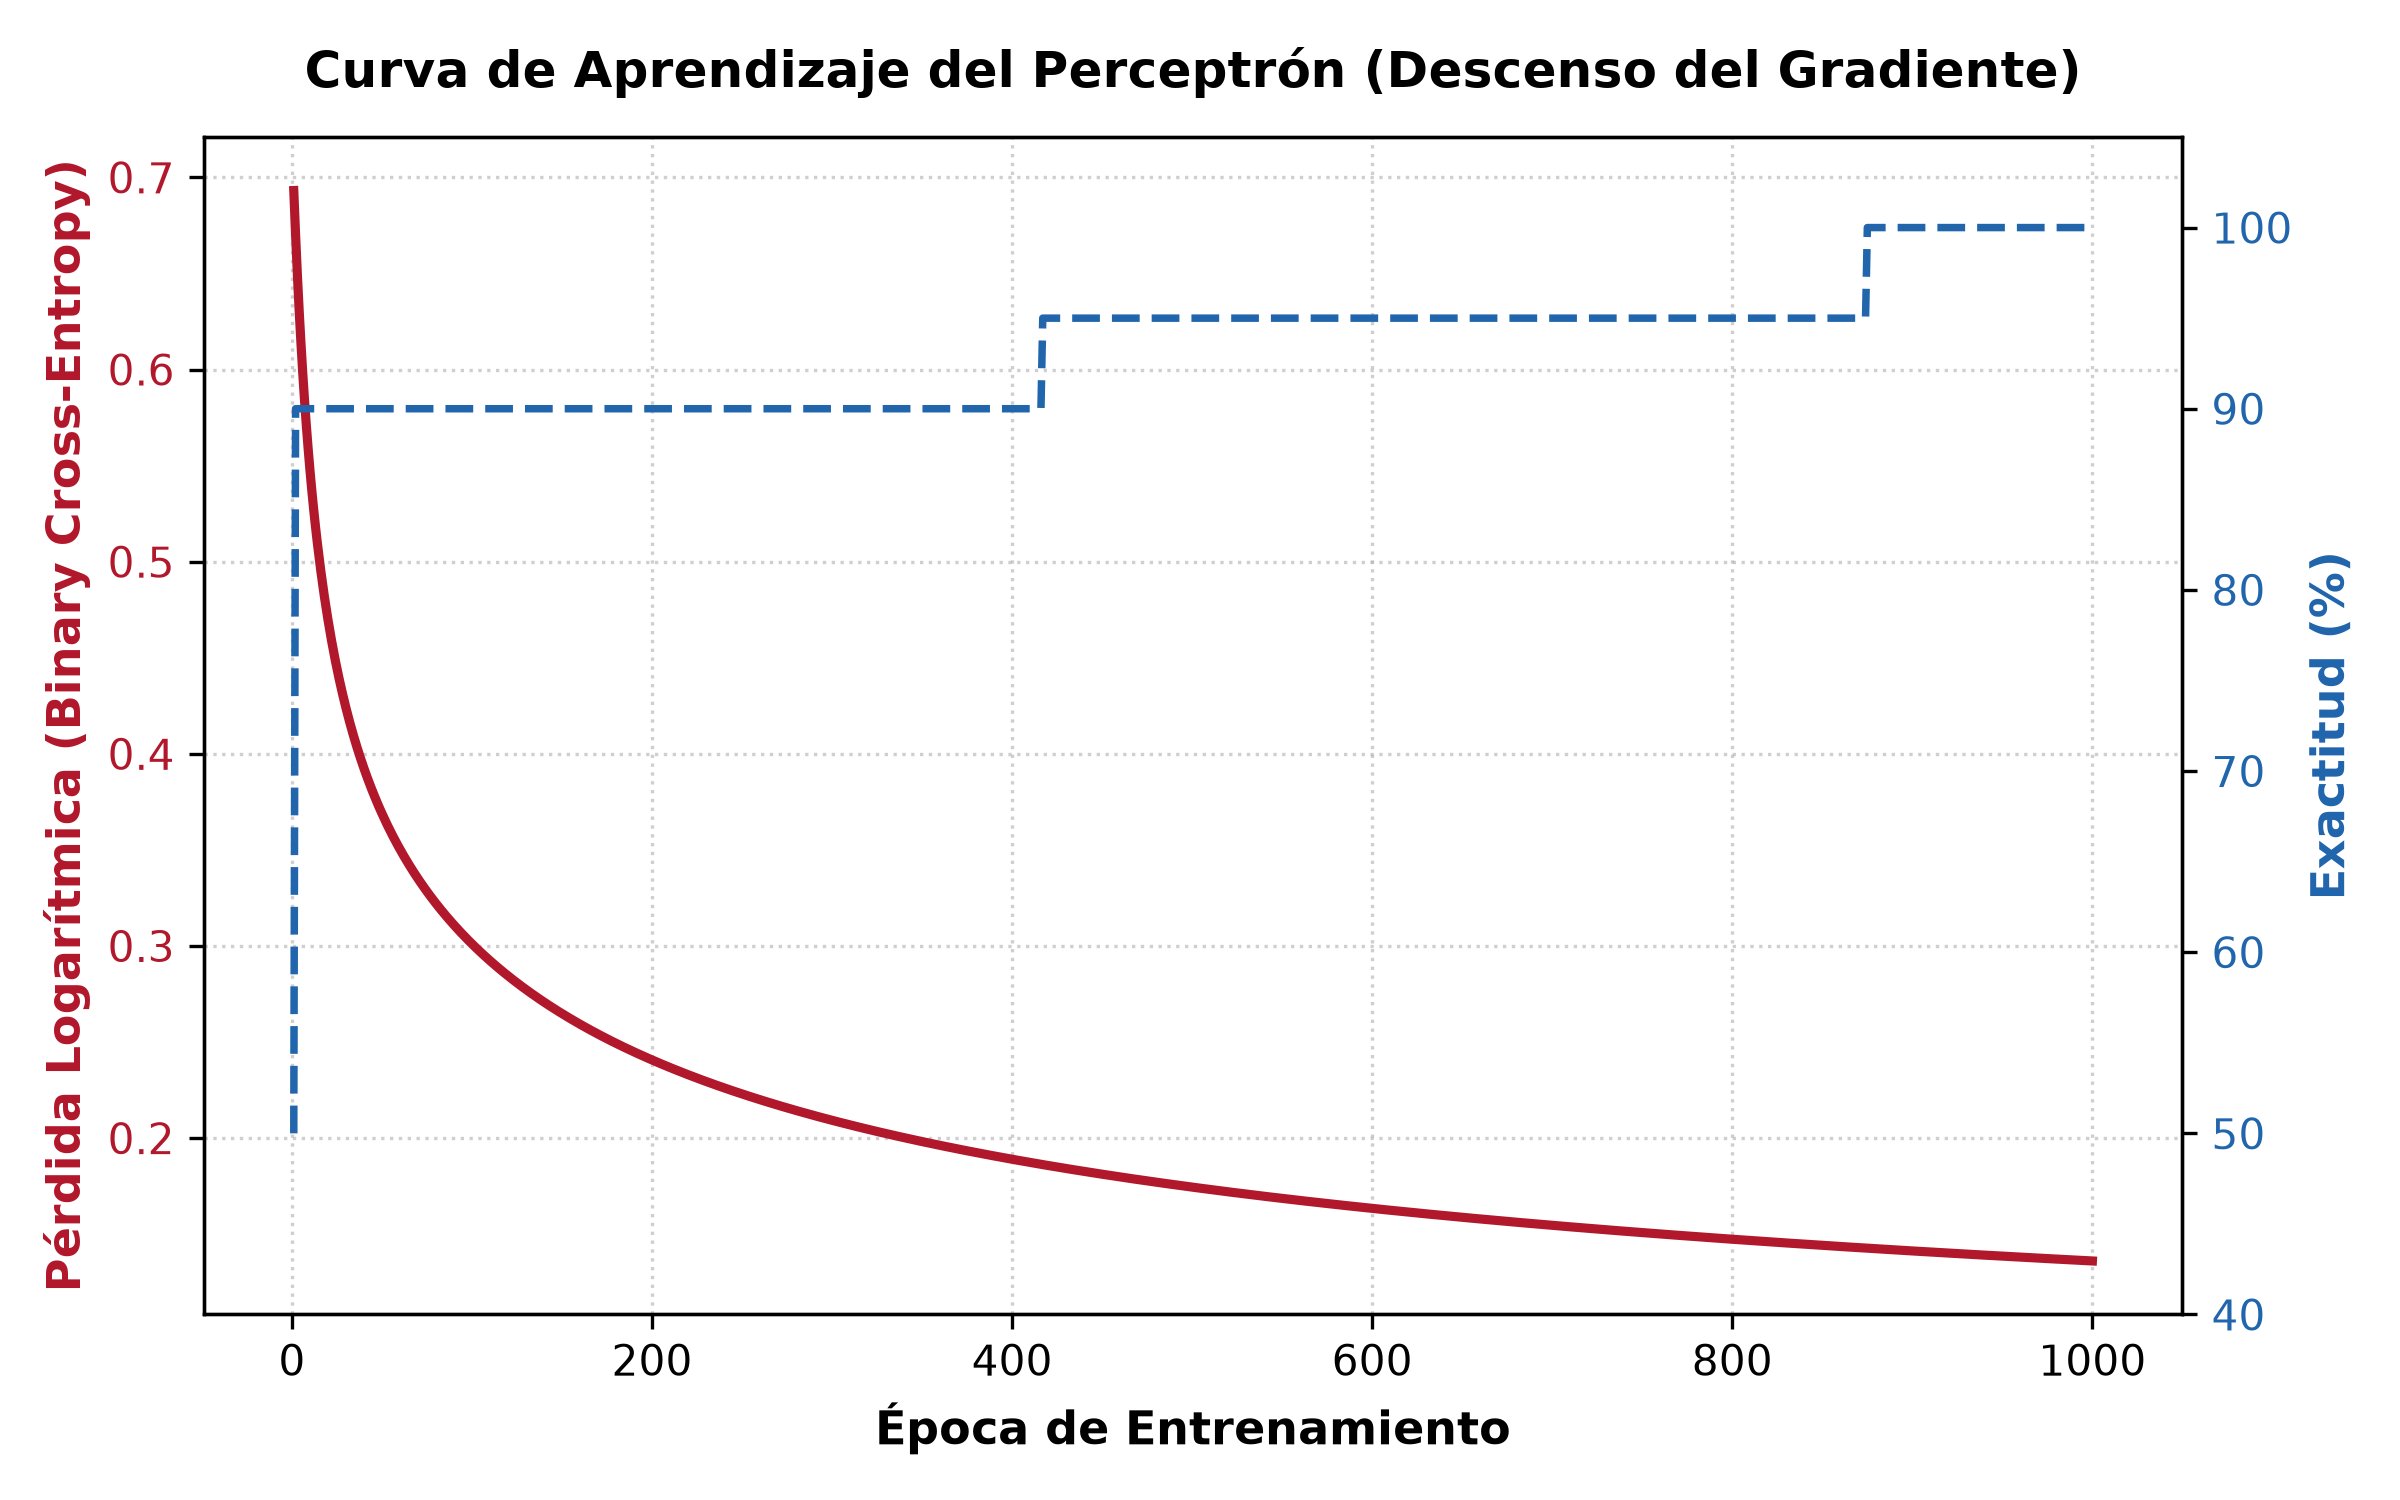 Curva de Aprendizaje del Perceptrón (Descenso del Gradiente)
Pérdida Logarítmica (Binary Cross-Entropy)
0.7
0.6
0.5
0.4
0.3
0.2
100
90
80
70
60
50
40
Exactitud (%)
0 200 400 600 800 1000
Época de Entrenamiento